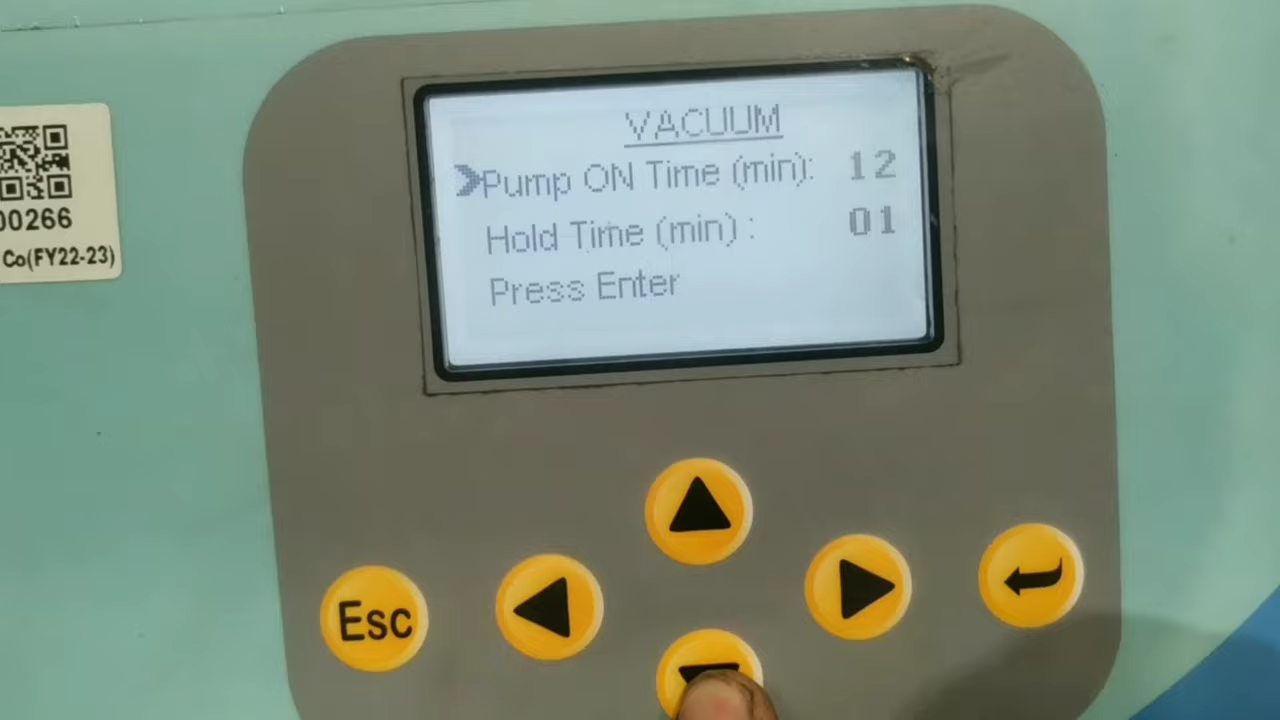 VACUUM
Pump ON Time (min): 12
Hold Time (min) : 01
Press Enter
00266
Co(FY22-23)
Esc